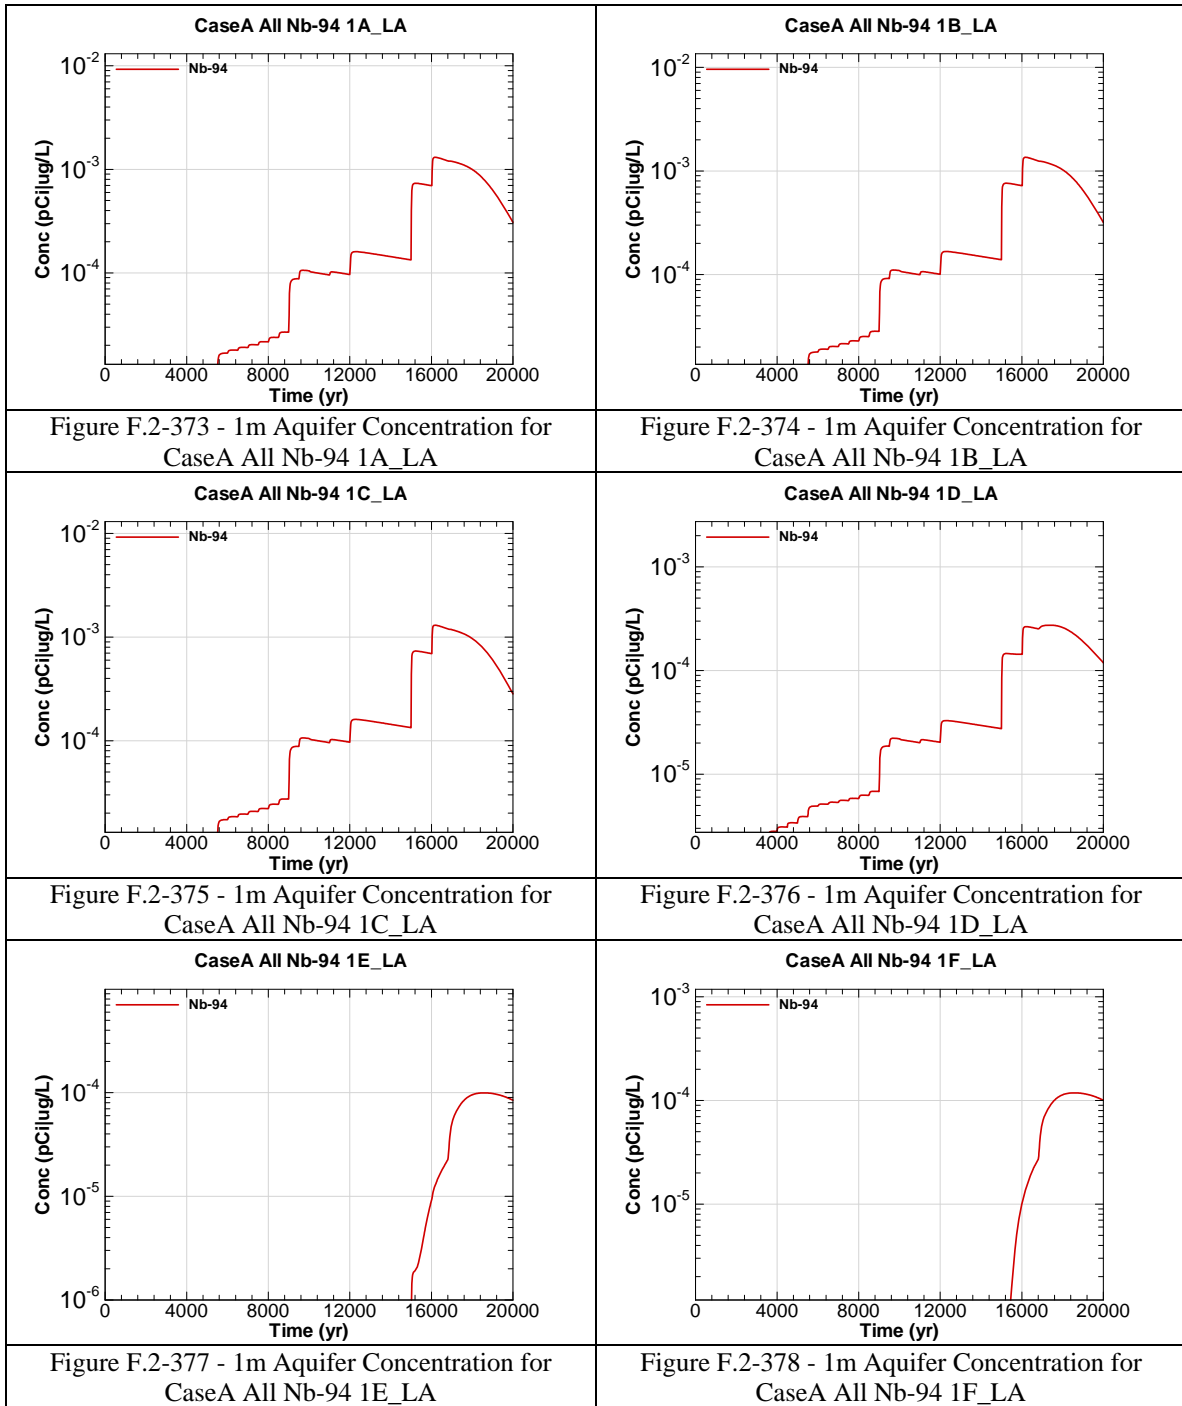 CaseA All Nb-94 1A_LA
Nb-94
10-2
10-3
10-4
Conc (pCi|ug/L)
0 4000 8000 12000 16000 20000
Time (yr)
Figure F.2-373 - 1m Aquifer Concentration for
CaseA All Nb-94 1A_LA
CaseA All Nb-94 1B_LA
Nb-94
10-2
10-3
10-4
Conc (pCi|ug/L)
0 4000 8000 12000 16000 20000
Time (yr)
Figure F.2-374 - 1m Aquifer Concentration for
CaseA All Nb-94 1B_LA
CaseA All Nb-94 1C_LA
Nb-94
10-2
10-3
10-4
Conc (pCi|ug/L)
0 4000 8000 12000 16000 20000
Time (yr)
Figure F.2-375 - 1m Aquifer Concentration for
CaseA All Nb-94 1C_LA
CaseA All Nb-94 1D_LA
Nb-94
10-3
10-4
10-5
Conc (pCi|ug/L)
0 4000 8000 12000 16000 20000
Time (yr)
Figure F.2-376 - 1m Aquifer Concentration for
CaseA All Nb-94 1D_LA
CaseA All Nb-94 1E_LA
Nb-94
10-4
10-5
10-6
Conc (pCi|ug/L)
0 4000 8000 12000 16000 20000
Time (yr)
Figure F.2-377 - 1m Aquifer Concentration for
CaseA All Nb-94 1E_LA
CaseA All Nb-94 1F_LA
Nb-94
10-3
10-4
10-5
Conc (pCi|ug/L)
0 4000 8000 12000 16000 20000
Time (yr)
Figure F.2-378 - 1m Aquifer Concentration for
CaseA All Nb-94 1F_LA